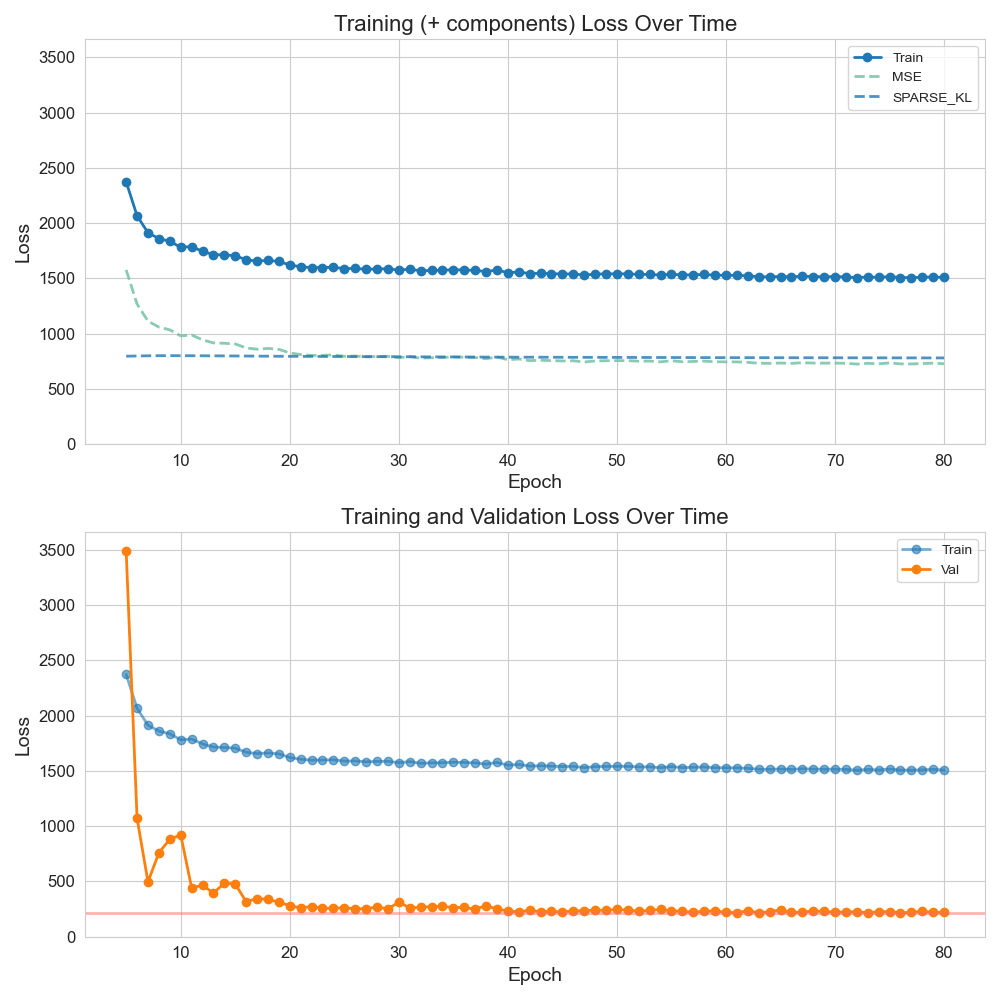 Training (+ components) Loss Over Time
3500
3000
2500
2000
1500
1000
500
0
Loss
Train
MSE
SPARSE_KL
10 20 30 40 50 60 70 80
Epoch
Training and Validation Loss Over Time
3500
3000
2500
2000
1500
1000
500
0
Loss
Train
Val
10 20 30 40 50 60 70 80
Epoch